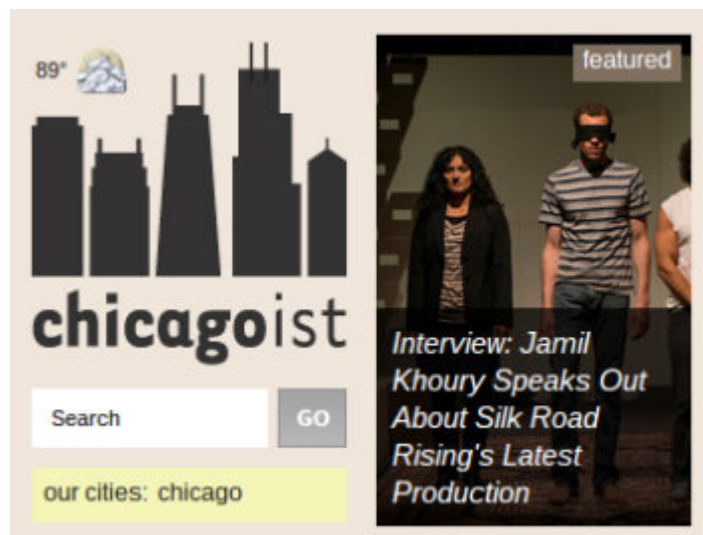 89°
chicagoist
Search
GO
our cities: chicago
featured
Interview: Jamil
Khoury Speaks Out
About Silk Road
Rising's Latest
Production